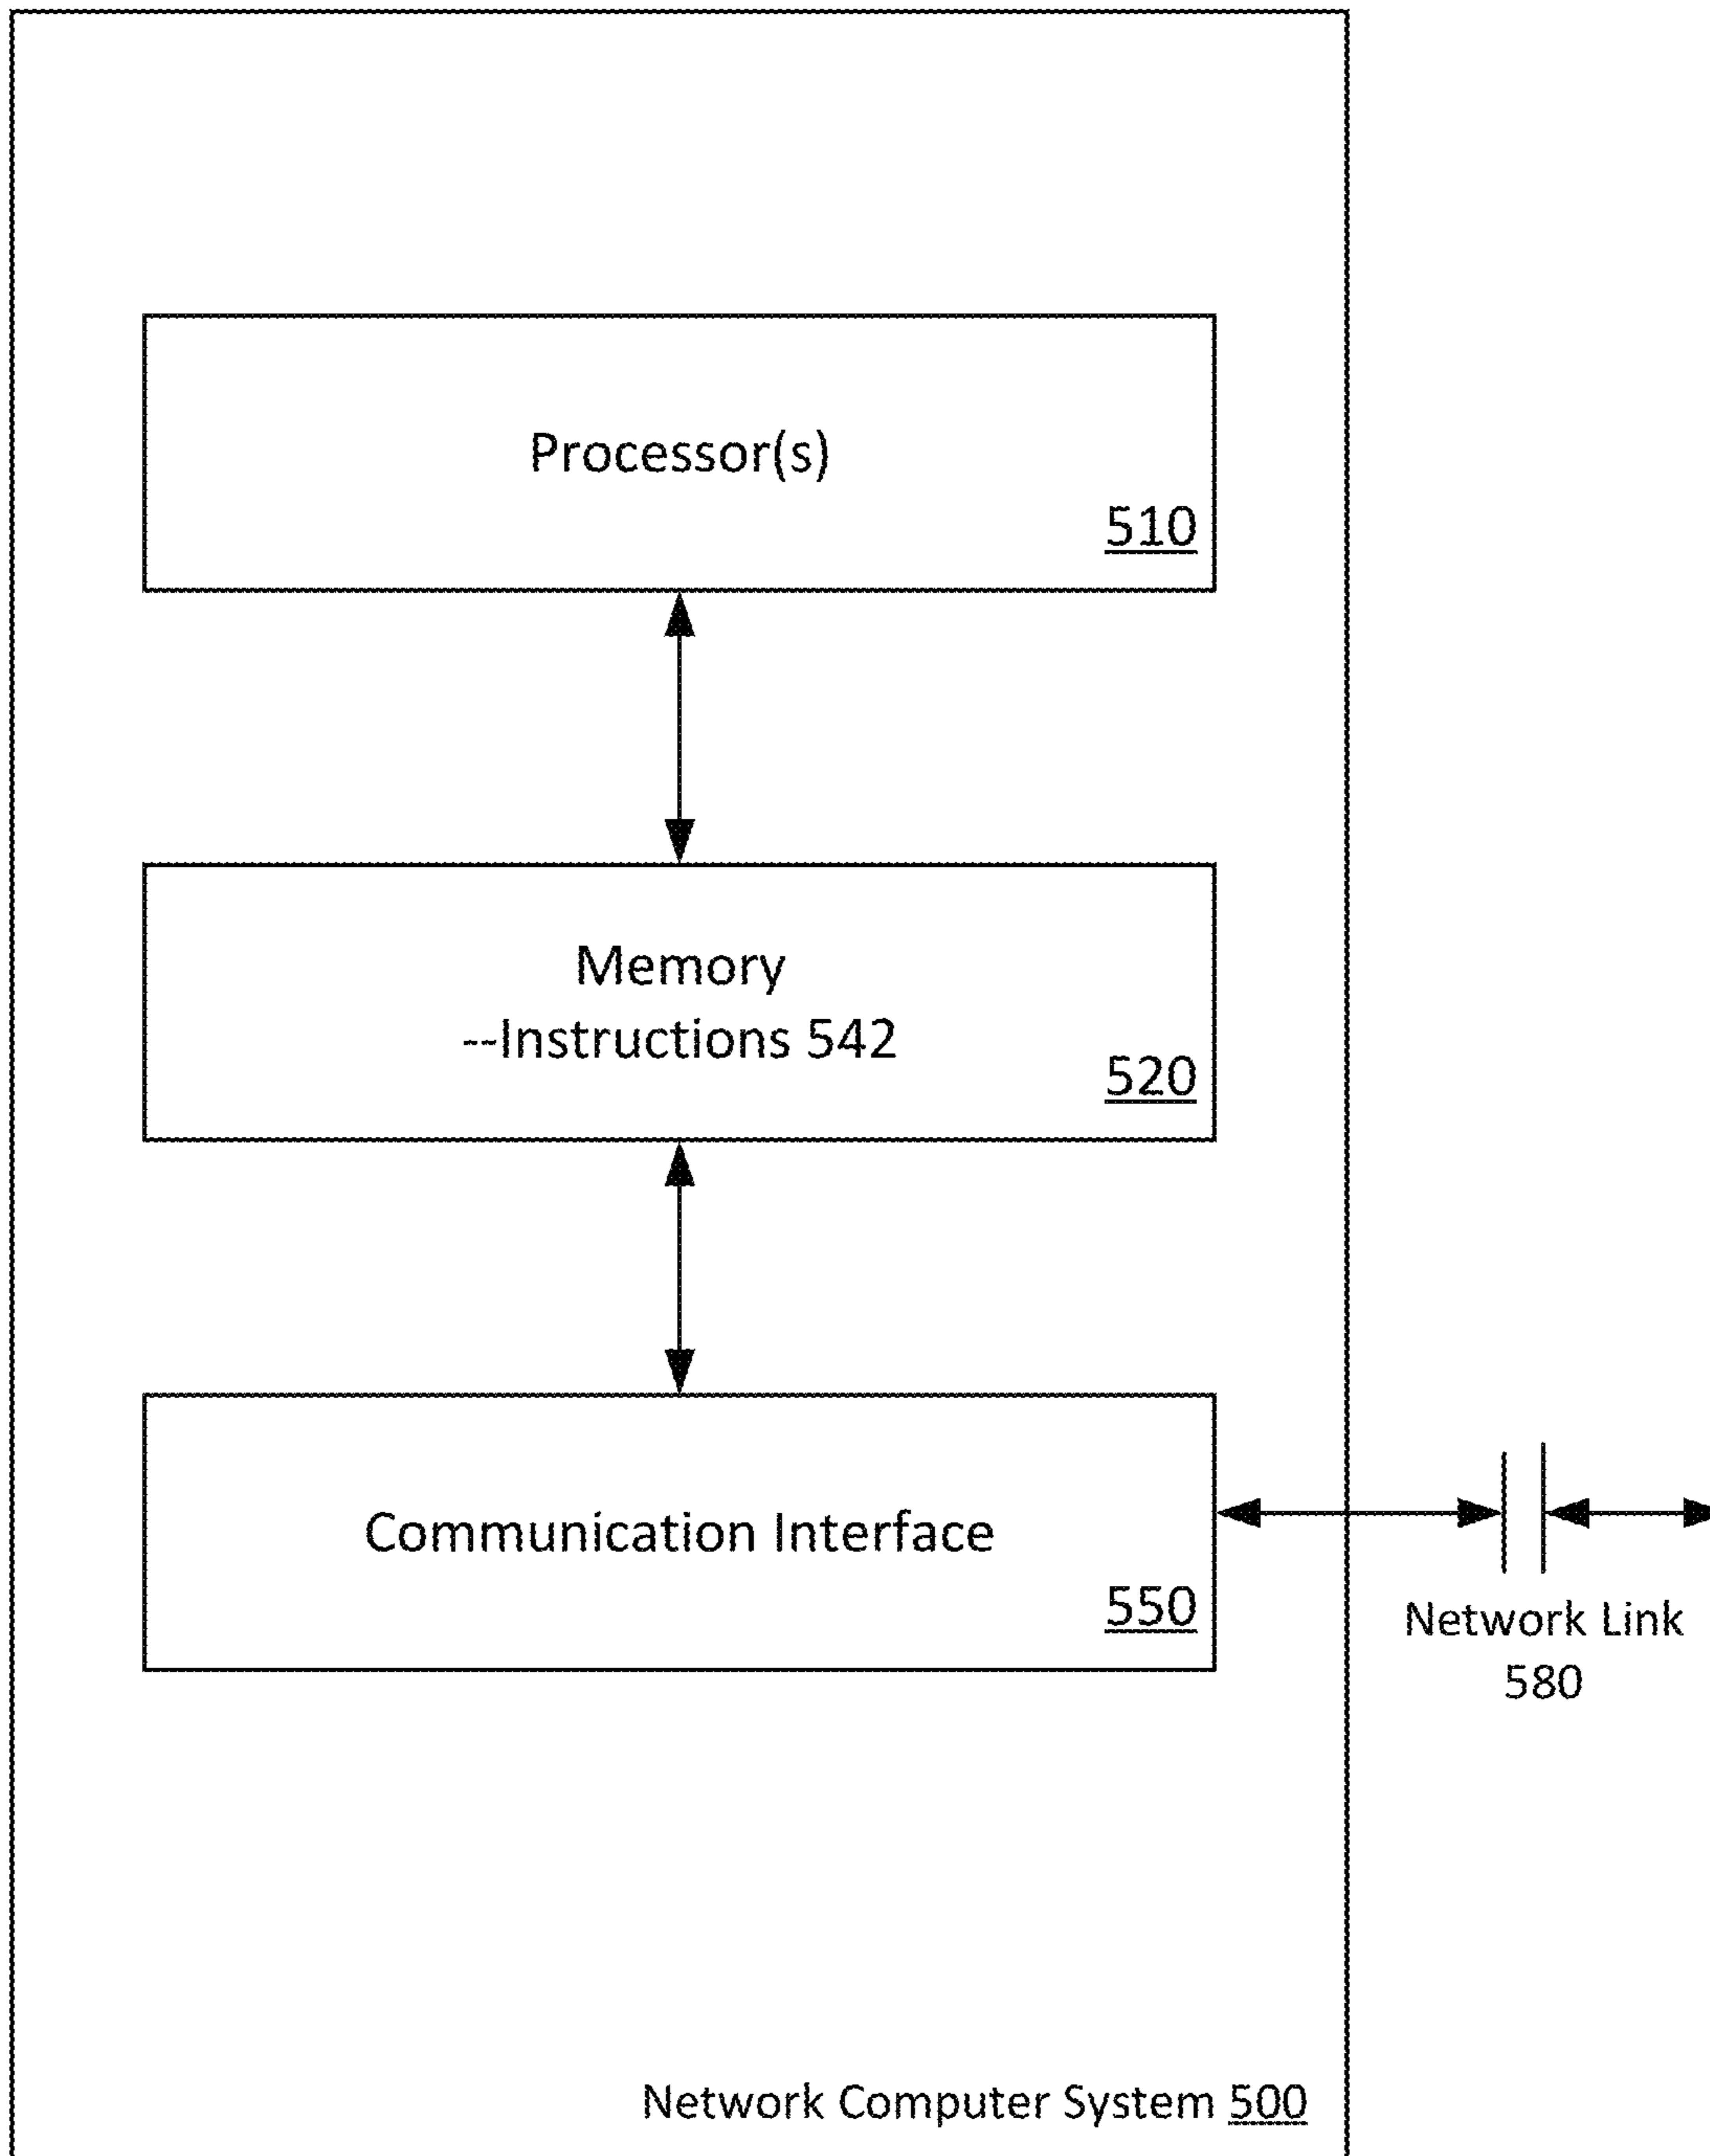 Processor(s)
510
Memory
--Instructions 542
520
Communication Interface
550
Network Link
580
Network Computer System 500